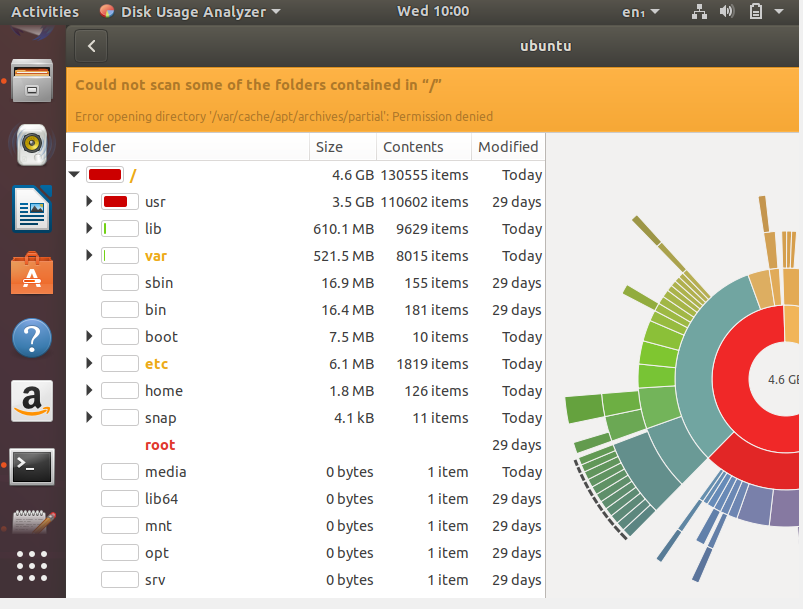 Activities Disk Usage Analyzer Wed 10:00 en₁
ubuntu
Could not scan some of the folders contained in “/”
Error opening directory '/var/cache/apt/archives/partial': Permission denied
Folder Size Contents Modified
/ 4.6 GB 130555 items Today
usr 3.5 GB 110602 items 29 days
lib 610.1 MB 9629 items Today
var 521.5 MB 8015 items Today
sbin 16.9 MB 155 items 29 days
bin 16.4 MB 181 items 29 days
boot 7.5 MB 10 items Today
etc 6.1 MB 1819 items Today
home 1.8 MB 126 items 29 days
snap 4.1 kB 11 items Today
root 29 days
media 0 bytes 1 item Today
lib64 0 bytes 1 item 29 days
mnt 0 bytes 1 item 29 days
opt 0 bytes 1 item 29 days
srv 0 bytes 1 item 29 days
4.6 GB